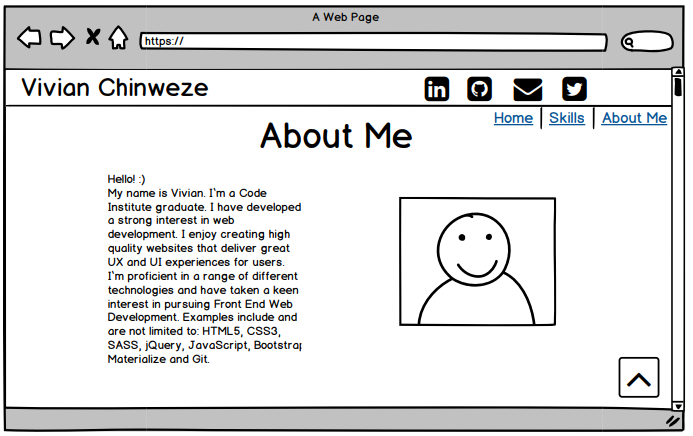 A Web Page
https://
Vivian Chinweze
in
Home | Skills | About Me
About Me
Hello! :)
My name is Vivian. I'm a Code
Institute graduate. I have developed
a strong interest in web
development. I enjoy creating high
quality websites that deliver great
UX and UI experiences for users.
I'm proficient in a range of different
technologies and have taken a keen
interest in pursuing Front End Web
Development. Examples include and
are not limited to: HTML5, CSS3,
SASS, jQuery, JavaScript, Bootstrap
Materialize and Git.